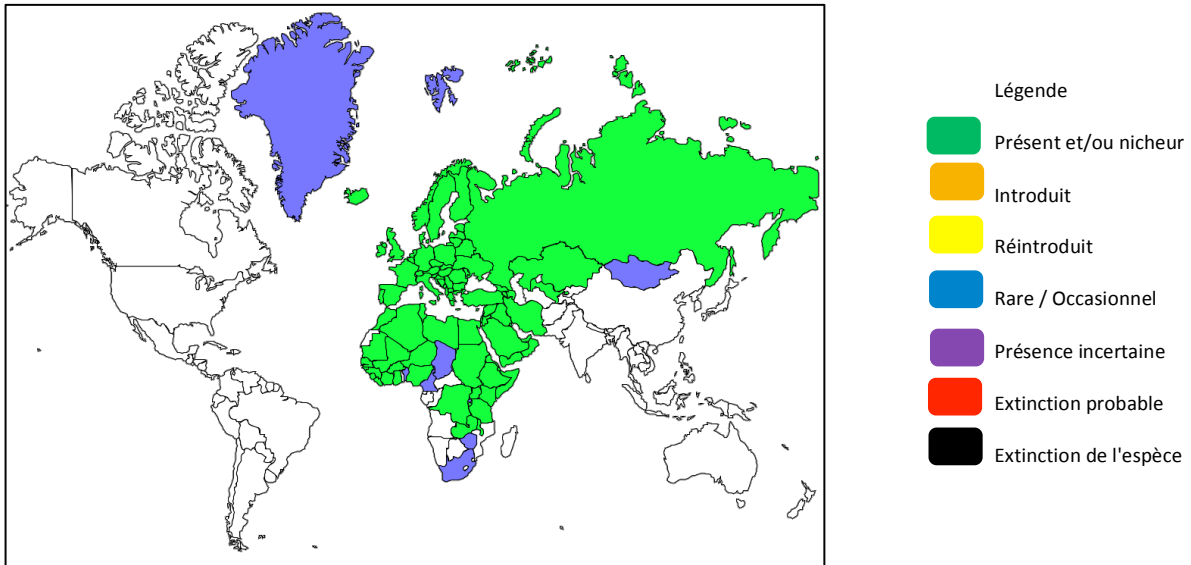 Légende
Présent et/ou nicheur
Introduit
Réintroduit
Rare / Occasionnel
Présence incertaine
Extinction probable
Extinction de l'espèce